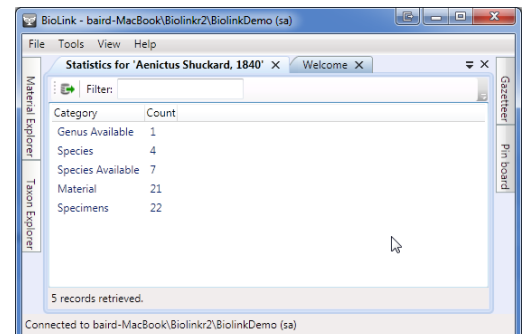 BioLink - baird-MacBook\Biolinkr2\BiolinkDemo (sa)
File Tools View Help
Statistics for 'Aenictus Shuckard, 1840' × Welcome ×
Filter:
Category Count
Genus Available 1
Species 4
Species Available 7
Material 21
Specimens 22
5 records retrieved.
Material Explorer
Taxon Explorer
Gazetteer
Pin board
Connected to baird-MacBook\Biolinkr2\BiolinkDemo (sa)